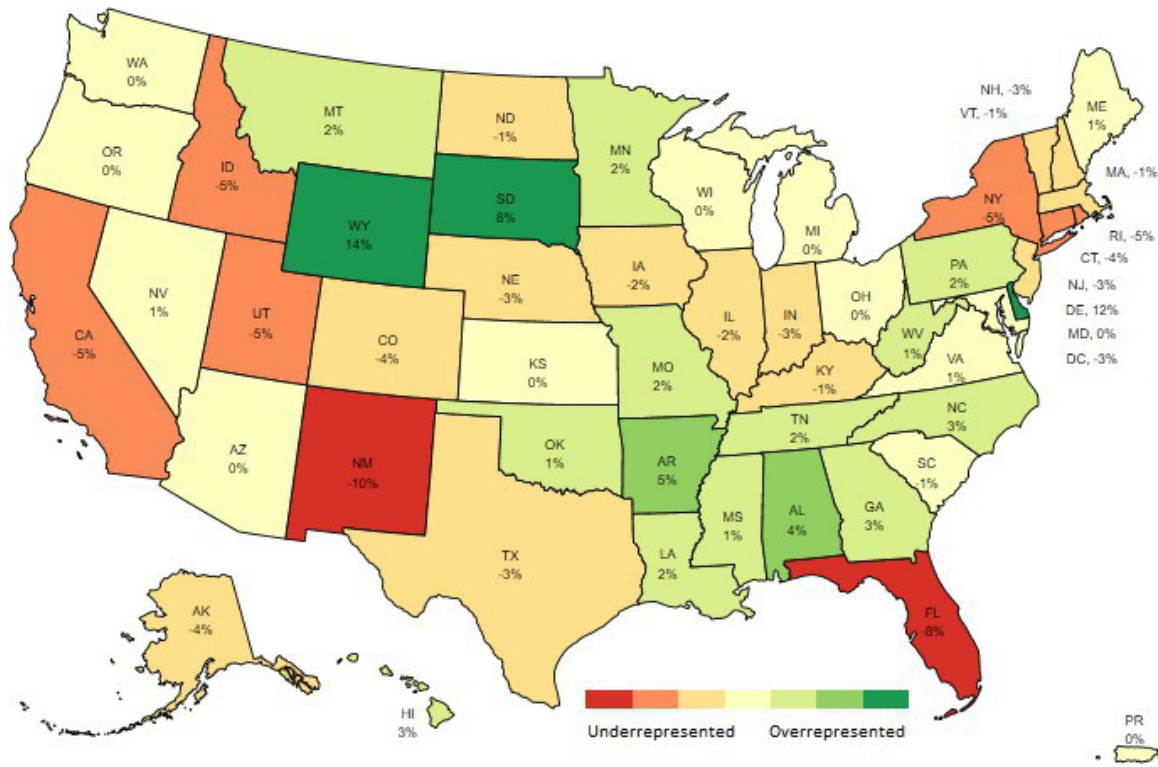 WA
0%
MT
2%
ND
-1%
MN
2%
NH, -3%
VT, -1%
ME
1%
OR
0%
ID
-5%
SD
8%
WI
0%
MI
0%
NY
-5%
MA, -1%
WY
14%
RI, -5%
CT, -4%
NJ, -3%
DE, 12%
MD, 0%
DC, -3%
NV
1%
UT
-5%
CO
-4%
NE
-3%
IA
-2%
IL
-2%
IN
-3%
OH
0%
PA
2%
WV
1%
VA
1%
CA
-5%
KS
0%
MO
2%
KY
-1%
NC
3%
TN
2%
AZ
0%
NM
-10%
OK
1%
AR
5%
SC
-1%
MS
1%
AL
4%
GA
3%
TX
-3%
LA
2%
FL
-8%
AK
-4%
HI
3%
Underrepresented
Overrepresented
PR
0%